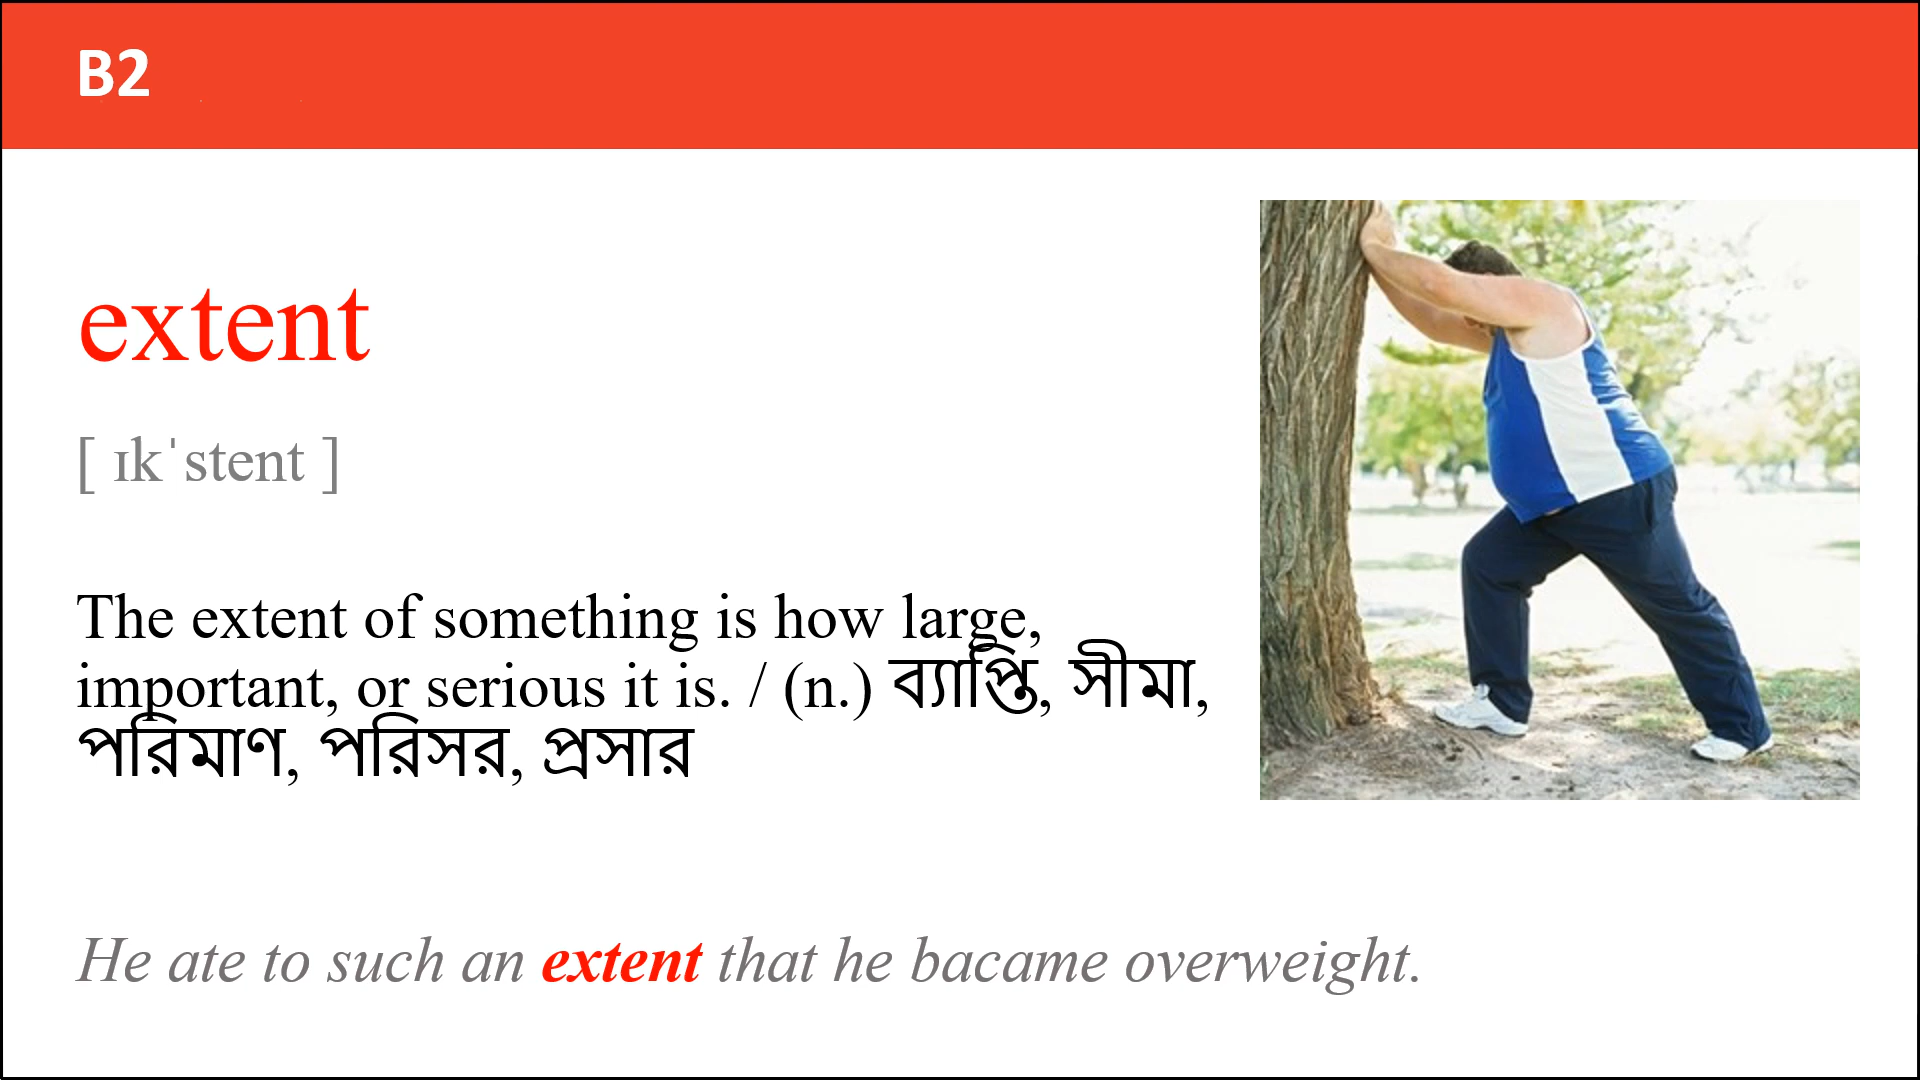 B2
extent
[ ɪkˈstent ]
The extent of something is how large,
important, or serious it is. / (n.) ব্যাপ্তি, সীমা,
পরিমাণ, পরিসর, প্রসার
He ate to such an extent that he bacame overweight.